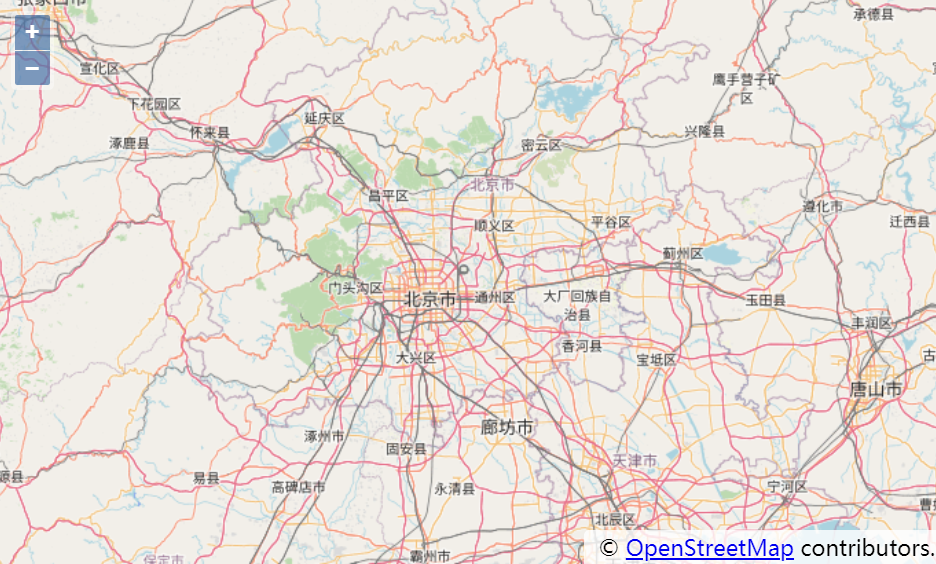 张家口市
承德县
+
−
宣化区
鹰手营子矿
区
下花园区
延庆区
怀来县
兴隆县
涿鹿县
密云区
北京市
昌平区
遵化市
顺义区
平谷区
迁西县
蓟州区
门头沟区
北京市
通州区
大厂回族自
治县
玉田县
丰润区
香河县
大兴区
宝坻区
古
唐山市
廊坊市
涿州市
固安县
天津市
源县
易县
高碑店市
永清县
宁河区
曹
北辰区
霸州市
保定市
© OpenStreetMap contributors.